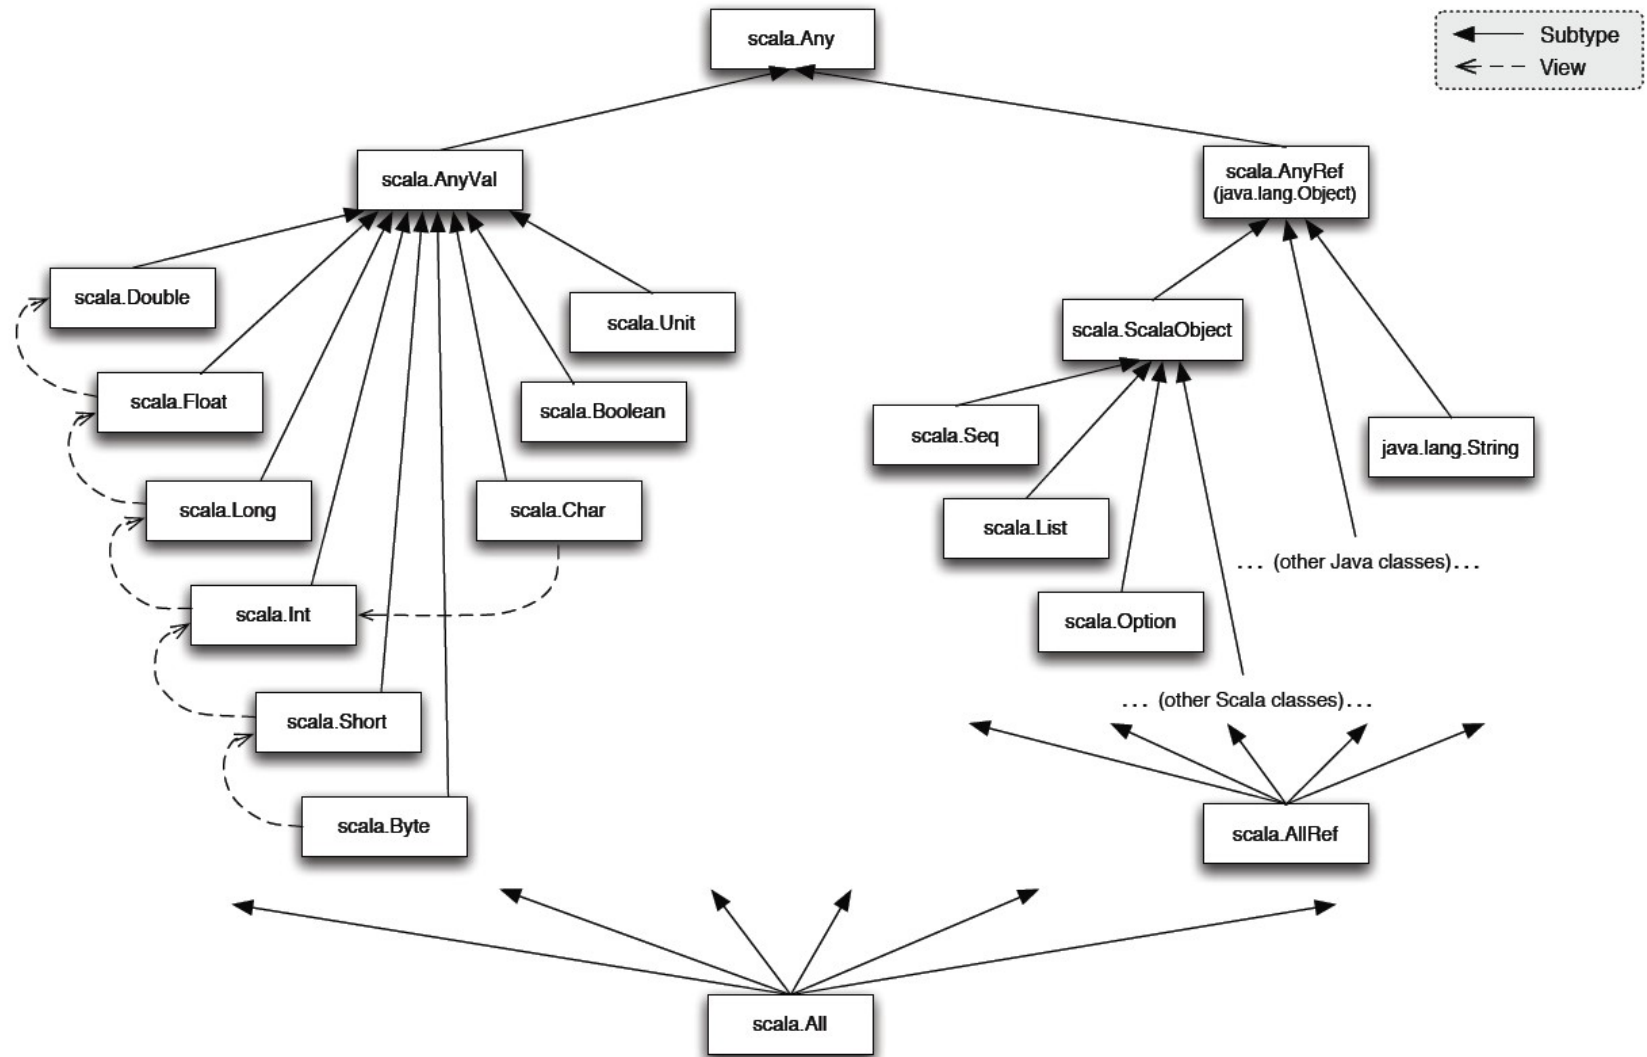 scala.Any
Subtype
View
scala.AnyVal
scala.AnyRef
(java.lang.Object)
scala.Double
scala.Unit
scala.ScalaObject
scala.Float
scala.Boolean
scala.Seq
java.lang.String
scala.Long
scala.Char
scala.List
... (other Java classes)...
scala.Int
scala.Option
scala.Short
... (other Scala classes)...
scala.Byte
scala.AllRef
scala.All